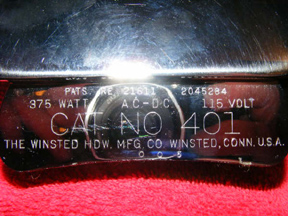 PATS. RE. 21611 2045284
375 WATT A.C.-D.C. 115 VOLT
CAT NO 401
THE WINSTED HDW. MFG. CO. WINSTED, CONN. U.S.A.